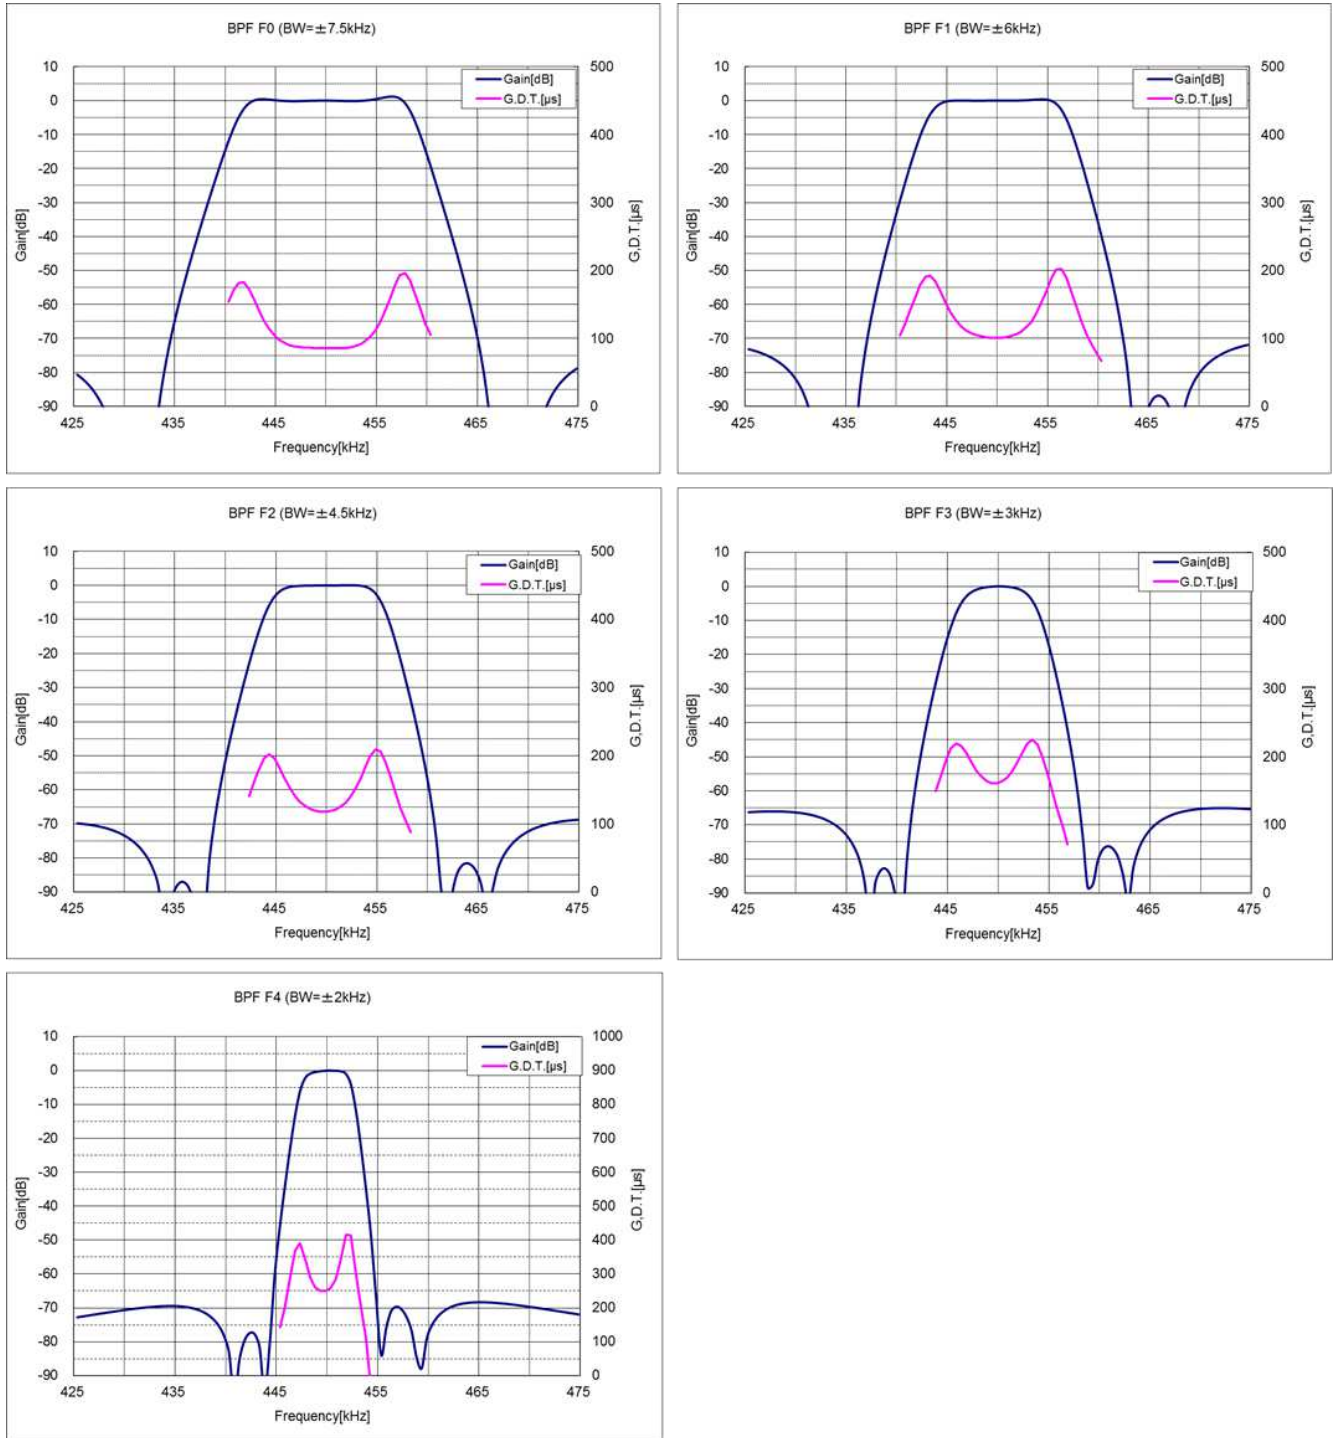 BPF F0 (BW=±7.5kHz)
10
0
-10
-20
-30
-40
-50
-60
-70
-80
-90
Gain[dB]
500
400
300
200
100
0
G,D.T.[µs]
Gain[dB]
G.D.T.[µs]
425 435 445 455 465 475
Frequency[kHz]
BPF F1 (BW=±6kHz)
10
0
-10
-20
-30
-40
-50
-60
-70
-80
-90
Gain[dB]
500
400
300
200
100
0
G,D.T.[µs]
Gain[dB]
G.D.T.[µs]
425 435 445 455 465 475
Frequency[kHz]
BPF F2 (BW=±4.5kHz)
10
0
-10
-20
-30
-40
-50
-60
-70
-80
-90
Gain[dB]
500
400
300
200
100
0
G,D.T.[µs]
Gain[dB]
G.D.T.[µs]
425 435 445 455 465 475
Frequency[kHz]
BPF F3 (BW=±3kHz)
10
0
-10
-20
-30
-40
-50
-60
-70
-80
-90
Gain[dB]
500
400
300
200
100
0
G,D.T.[µs]
Gain[dB]
G.D.T.[µs]
425 435 445 455 465 475
Frequency[kHz]
BPF F4 (BW=±2kHz)
10
0
-10
-20
-30
-40
-50
-60
-70
-80
-90
Gain[dB]
1000
900
800
700
600
500
400
300
200
100
0
G,D.T.[µs]
Gain[dB]
G.D.T.[µs]
425 435 445 455 465 475
Frequency[kHz]